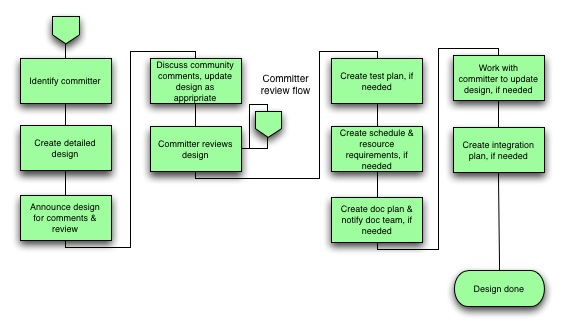 Identify committer
Create detailed
design
Announce design
for comments &
review
Discuss community
comments, update
design as
appripriate
Committer reviews
design
Committer
review flow
Create test plan, if
needed
Create schedule &
resource
requirements, if
needed
Create doc plan &
notify doc team, if
needed
Work with
committer to update
design, if needed
Create integration
plan, if needed
Design done